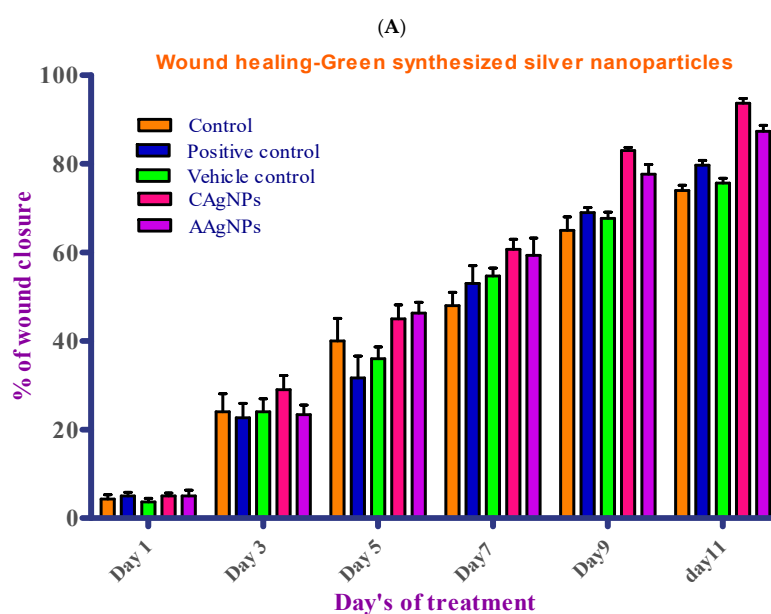 (A)
Wound healing-Green synthesized silver nanoparticles
100
80
60
40
20
0
% of wound closure
Control
Positive control
Vehicle control
CAgNPs
AAgNPs
Day 1
Day 3
Day 5
Day7
Day9
day11
Day's of treatment